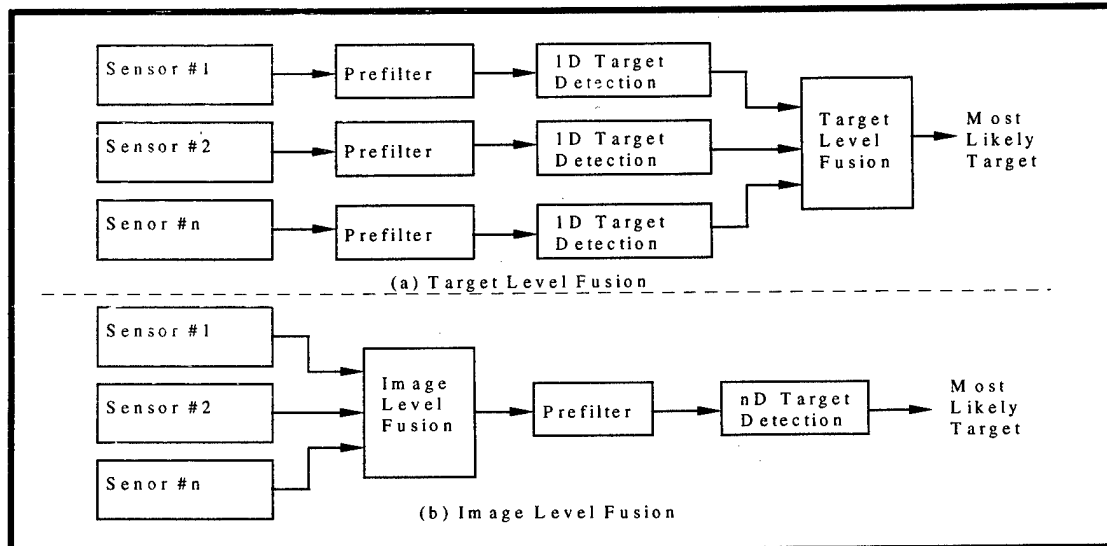 Sensor #1
Prefilter
1D Target
Detection
Sensor #2
Prefilter
1D Target
Detection
Senor #n
Prefilter
1D Target
Detection
Target
Level
Fusion
Most
Likely
Target
(a) Target Level Fusion
Sensor #1
Sensor #2
Senor #n
Image
Level
Fusion
Prefilter
nD Target
Detection
Most
Likely
Target
(b) Image Level Fusion